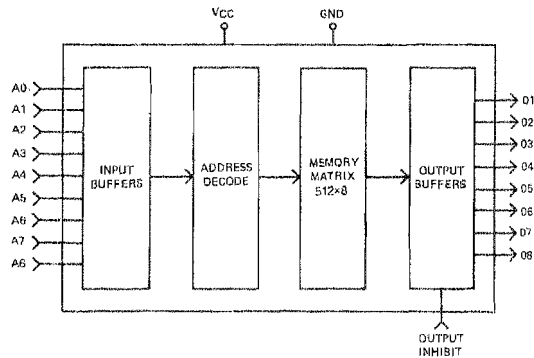 VCC
GND
A0
A1
A2
A3
A4
A5
A6
A7
A6
INPUT
BUFFERS
ADDRESS
DECODE
MEMORY
MATRIX
512×8
OUTPUT
BUFFERS
01
02
03
04
05
06
07
08
OUTPUT
INHIBIT